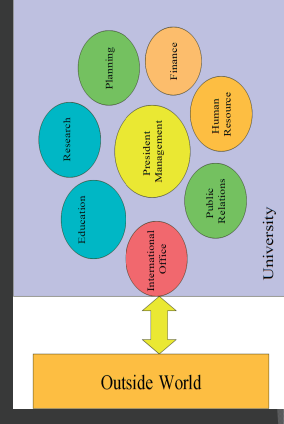 Planning
Finance
Research
Human
Resource
President
Management
Education
Public
Relations
International
Office
University
Outside World